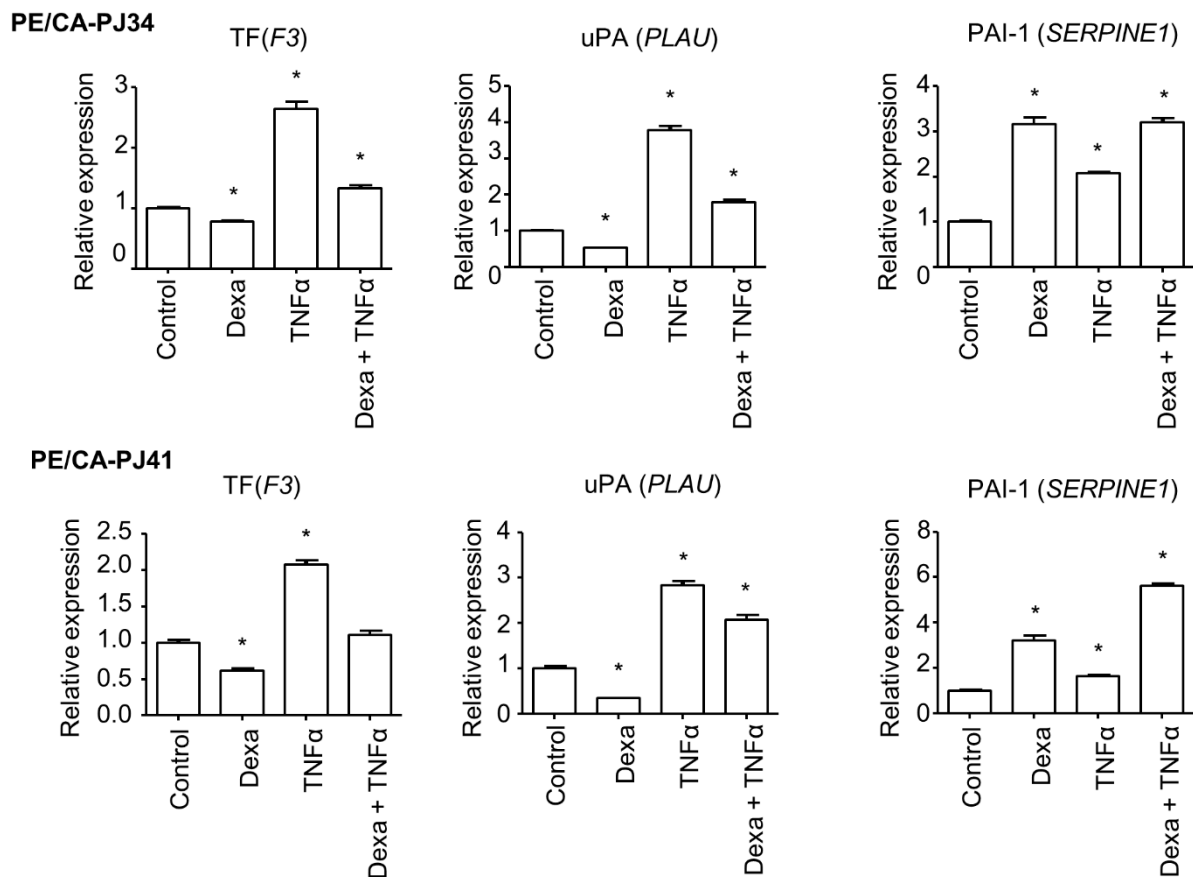 PE/CA-PJ34
TF(F3)
Relative expression
3
2
1
0
*
*
*
Control
Dexa
TNFα
Dexa + TNFα
uPA (PLAU)
Relative expression
5
4
3
2
1
0
*
*
*
Control
Dexa
TNFα
Dexa + TNFα
PAI-1 (SERPINE1)
Relative expression
4
3
2
1
0
*
*
*
Control
Dexa
TNFα
Dexa + TNFα
PE/CA-PJ41
TF(F3)
Relative expression
2.5
2.0
1.5
1.0
0.5
0.0
*
*
Control
Dexa
TNFα
Dexa + TNFα
uPA (PLAU)
Relative expression
4
3
2
1
0
*
*
*
Control
Dexa
TNFα
Dexa + TNFα
PAI-1 (SERPINE1)
Relative expression
8
6
4
2
0
*
*
*
Control
Dexa
TNFα
Dexa + TNFα